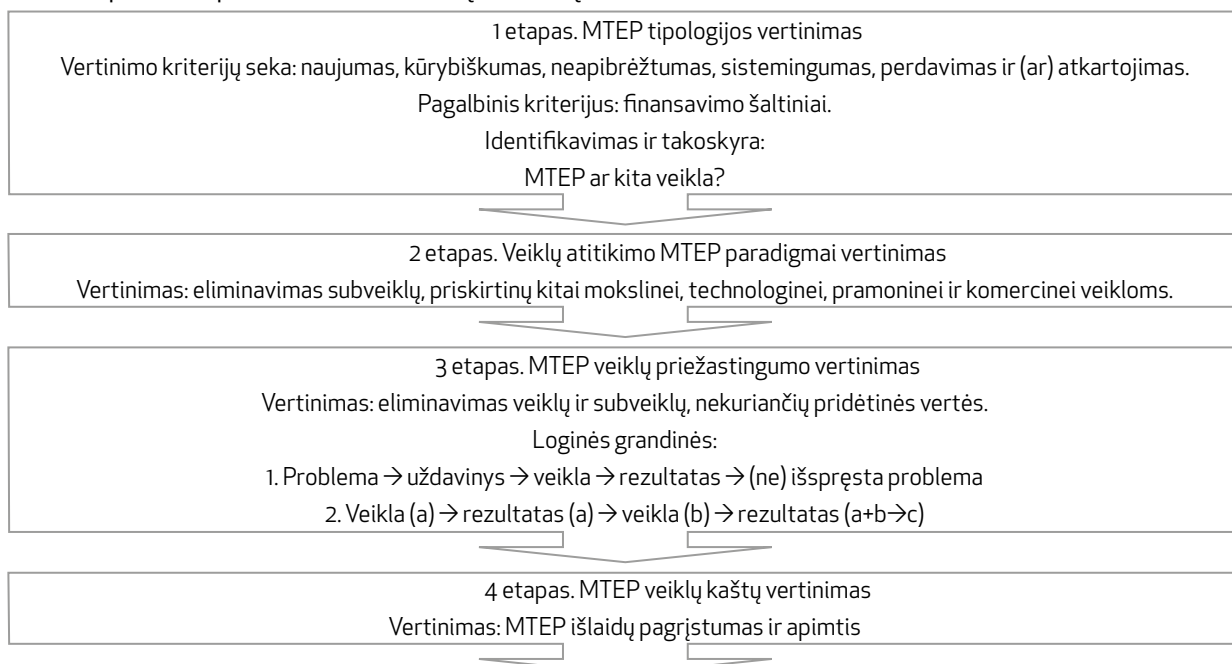 1 etapas. MTEP tipologijos vertinimas
Vertinimo kriterijų seka: naujumas, kūrybiškumas, neapibrėžtumas, sistemingumas, perdavimas ir (ar) atkartojimas.
Pagalbinis kriterijus: finansavimo šaltiniai.
Identifikavimas ir takoskyra:
MTEP ar kita veikla?
2 etapas. Veiklų atitikimo MTEP paradigmai vertinimas
Vertinimas: eliminavimas subveiklų, priskirtinų kitai mokslinei, technologinei, pramoninei ir komercinei veikloms.
3 etapas. MTEP veiklų priežastingumo vertinimas
Vertinimas: eliminavimas veiklų ir subveiklų, nekuriančių pridėtinės vertės.
Loginės grandinės:
1. Problema → uždavinys → veikla → rezultatas → (ne) išspręsta problema
2. Veikla (a) → rezultatas (a) → veikla (b) → rezultatas (a+b→c)
4 etapas. MTEP veiklų kaštų vertinimas
Vertinimas: MTEP išlaidų pagrįstumas ir apimtis